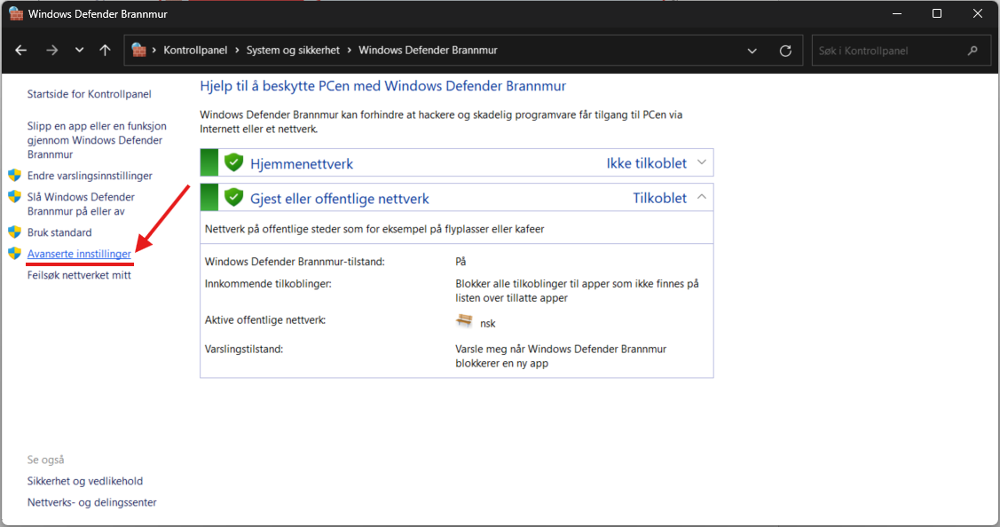 Windows Defender Brannmur
Kontrollpanel > System og sikkerhet > Windows Defender Brannmur
Søk i Kontrollpanel
Startside for Kontrollpanel
Slipp en app eller en funksjon
gjennom Windows Defender
Brannmur
Endre varslingsinnstillinger
Slå Windows Defender
Brannmur på eller av
Bruk standard
Avanserte innstillinger
Feilsøk nettverket mitt
Hjelp til å beskytte PCen med Windows Defender Brannmur
Windows Defender Brannmur kan forhindre at hackere og skadelig programvare får tilgang til PCen via
Internett eller et nettverk.
Hjemmenettverk Ikke tilkoblet
Gjest eller offentlige nettverk Tilkoblet
Nettverk på offentlige steder som for eksempel på flyplasser eller kafeer
Windows Defender Brannmur-tilstand: På
Innkommende tilkoblinger: Blokker alle tilkoblinger til apper som ikke finnes på
listen over tillatte apper
Aktive offentlige nettverk: nsk
Varslingstilstand: Varsle meg når Windows Defender Brannmur
blokkerer en ny app
Se også
Sikkerhet og vedlikehold
Nettverks- og delingssenter